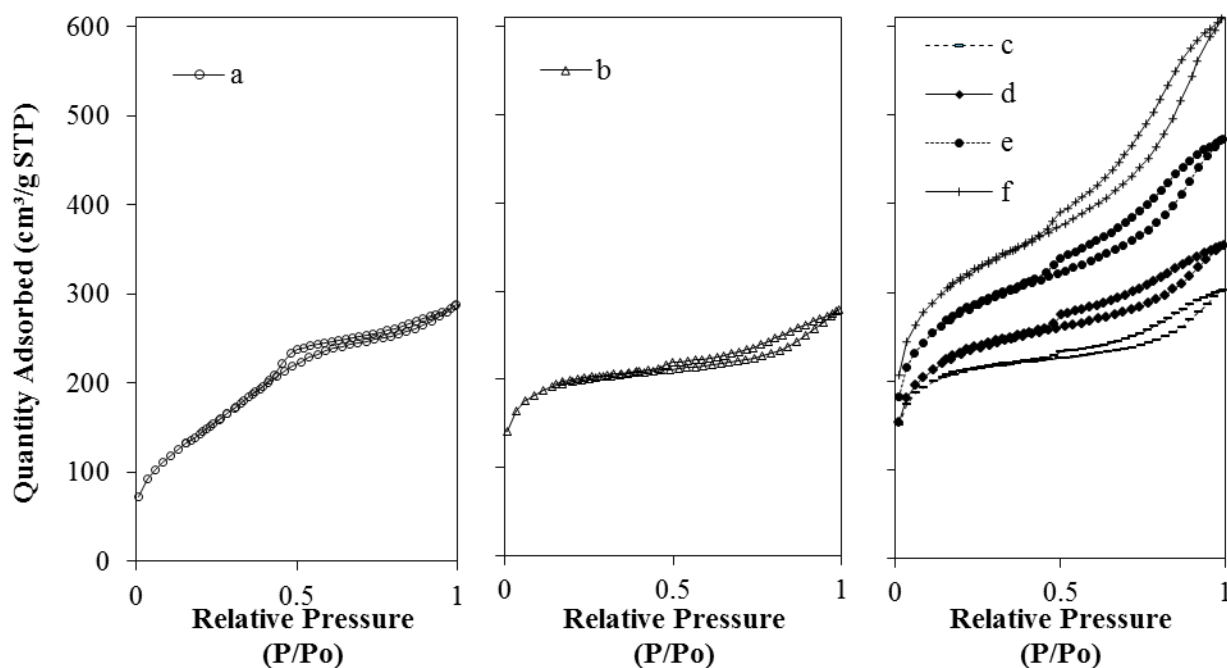 Quantity Adsorbed (cm³/g STP)
600
500
400
300
200
100
0
a
0
0.5
1
Relative Pressure
(P/Po)
b
0
0.5
1
Relative Pressure
(P/Po)
c
d
e
f
0
0.5
1
Relative Pressure
(P/Po)